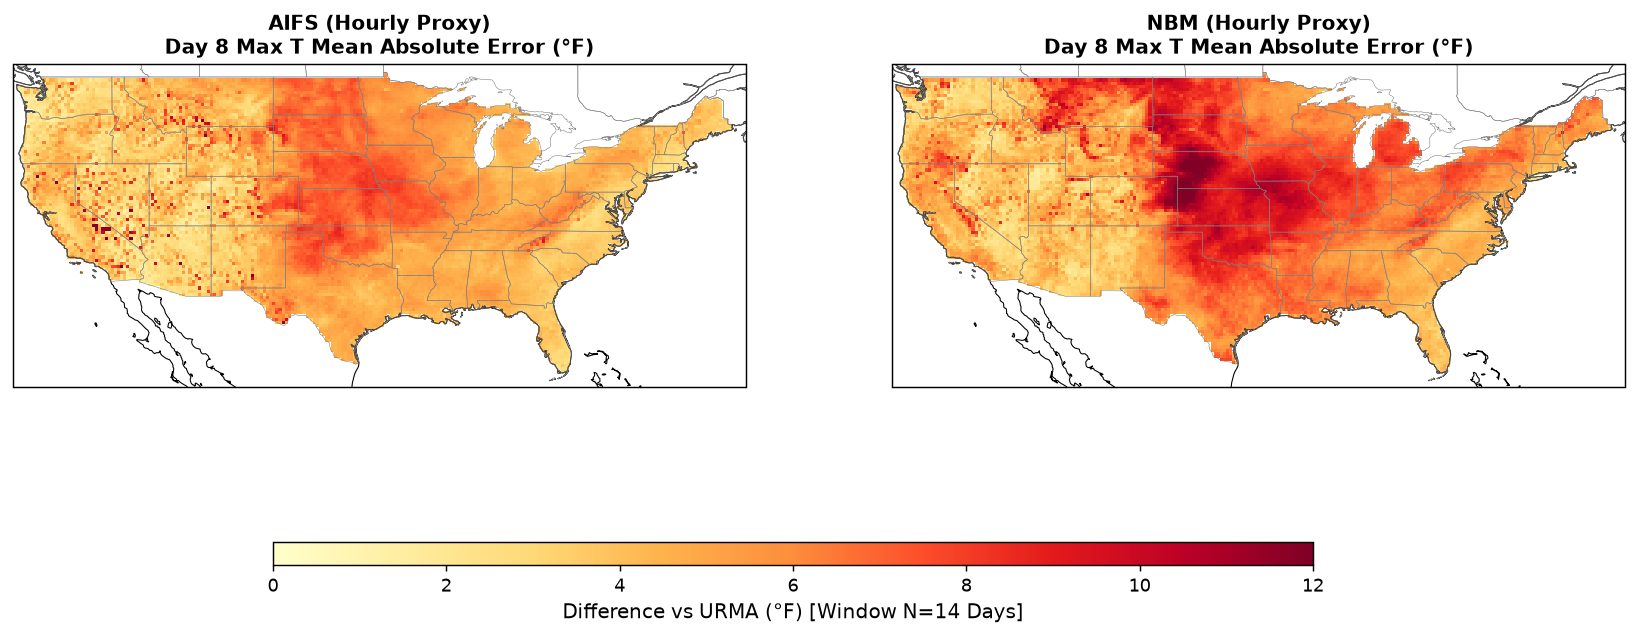 AIFS (Hourly Proxy)
Day 8 Max T Mean Absolute Error (°F)
NBM (Hourly Proxy)
Day 8 Max T Mean Absolute Error (°F)
0 2 4 6 8 10 12
Difference vs URMA (°F) [Window N=14 Days]